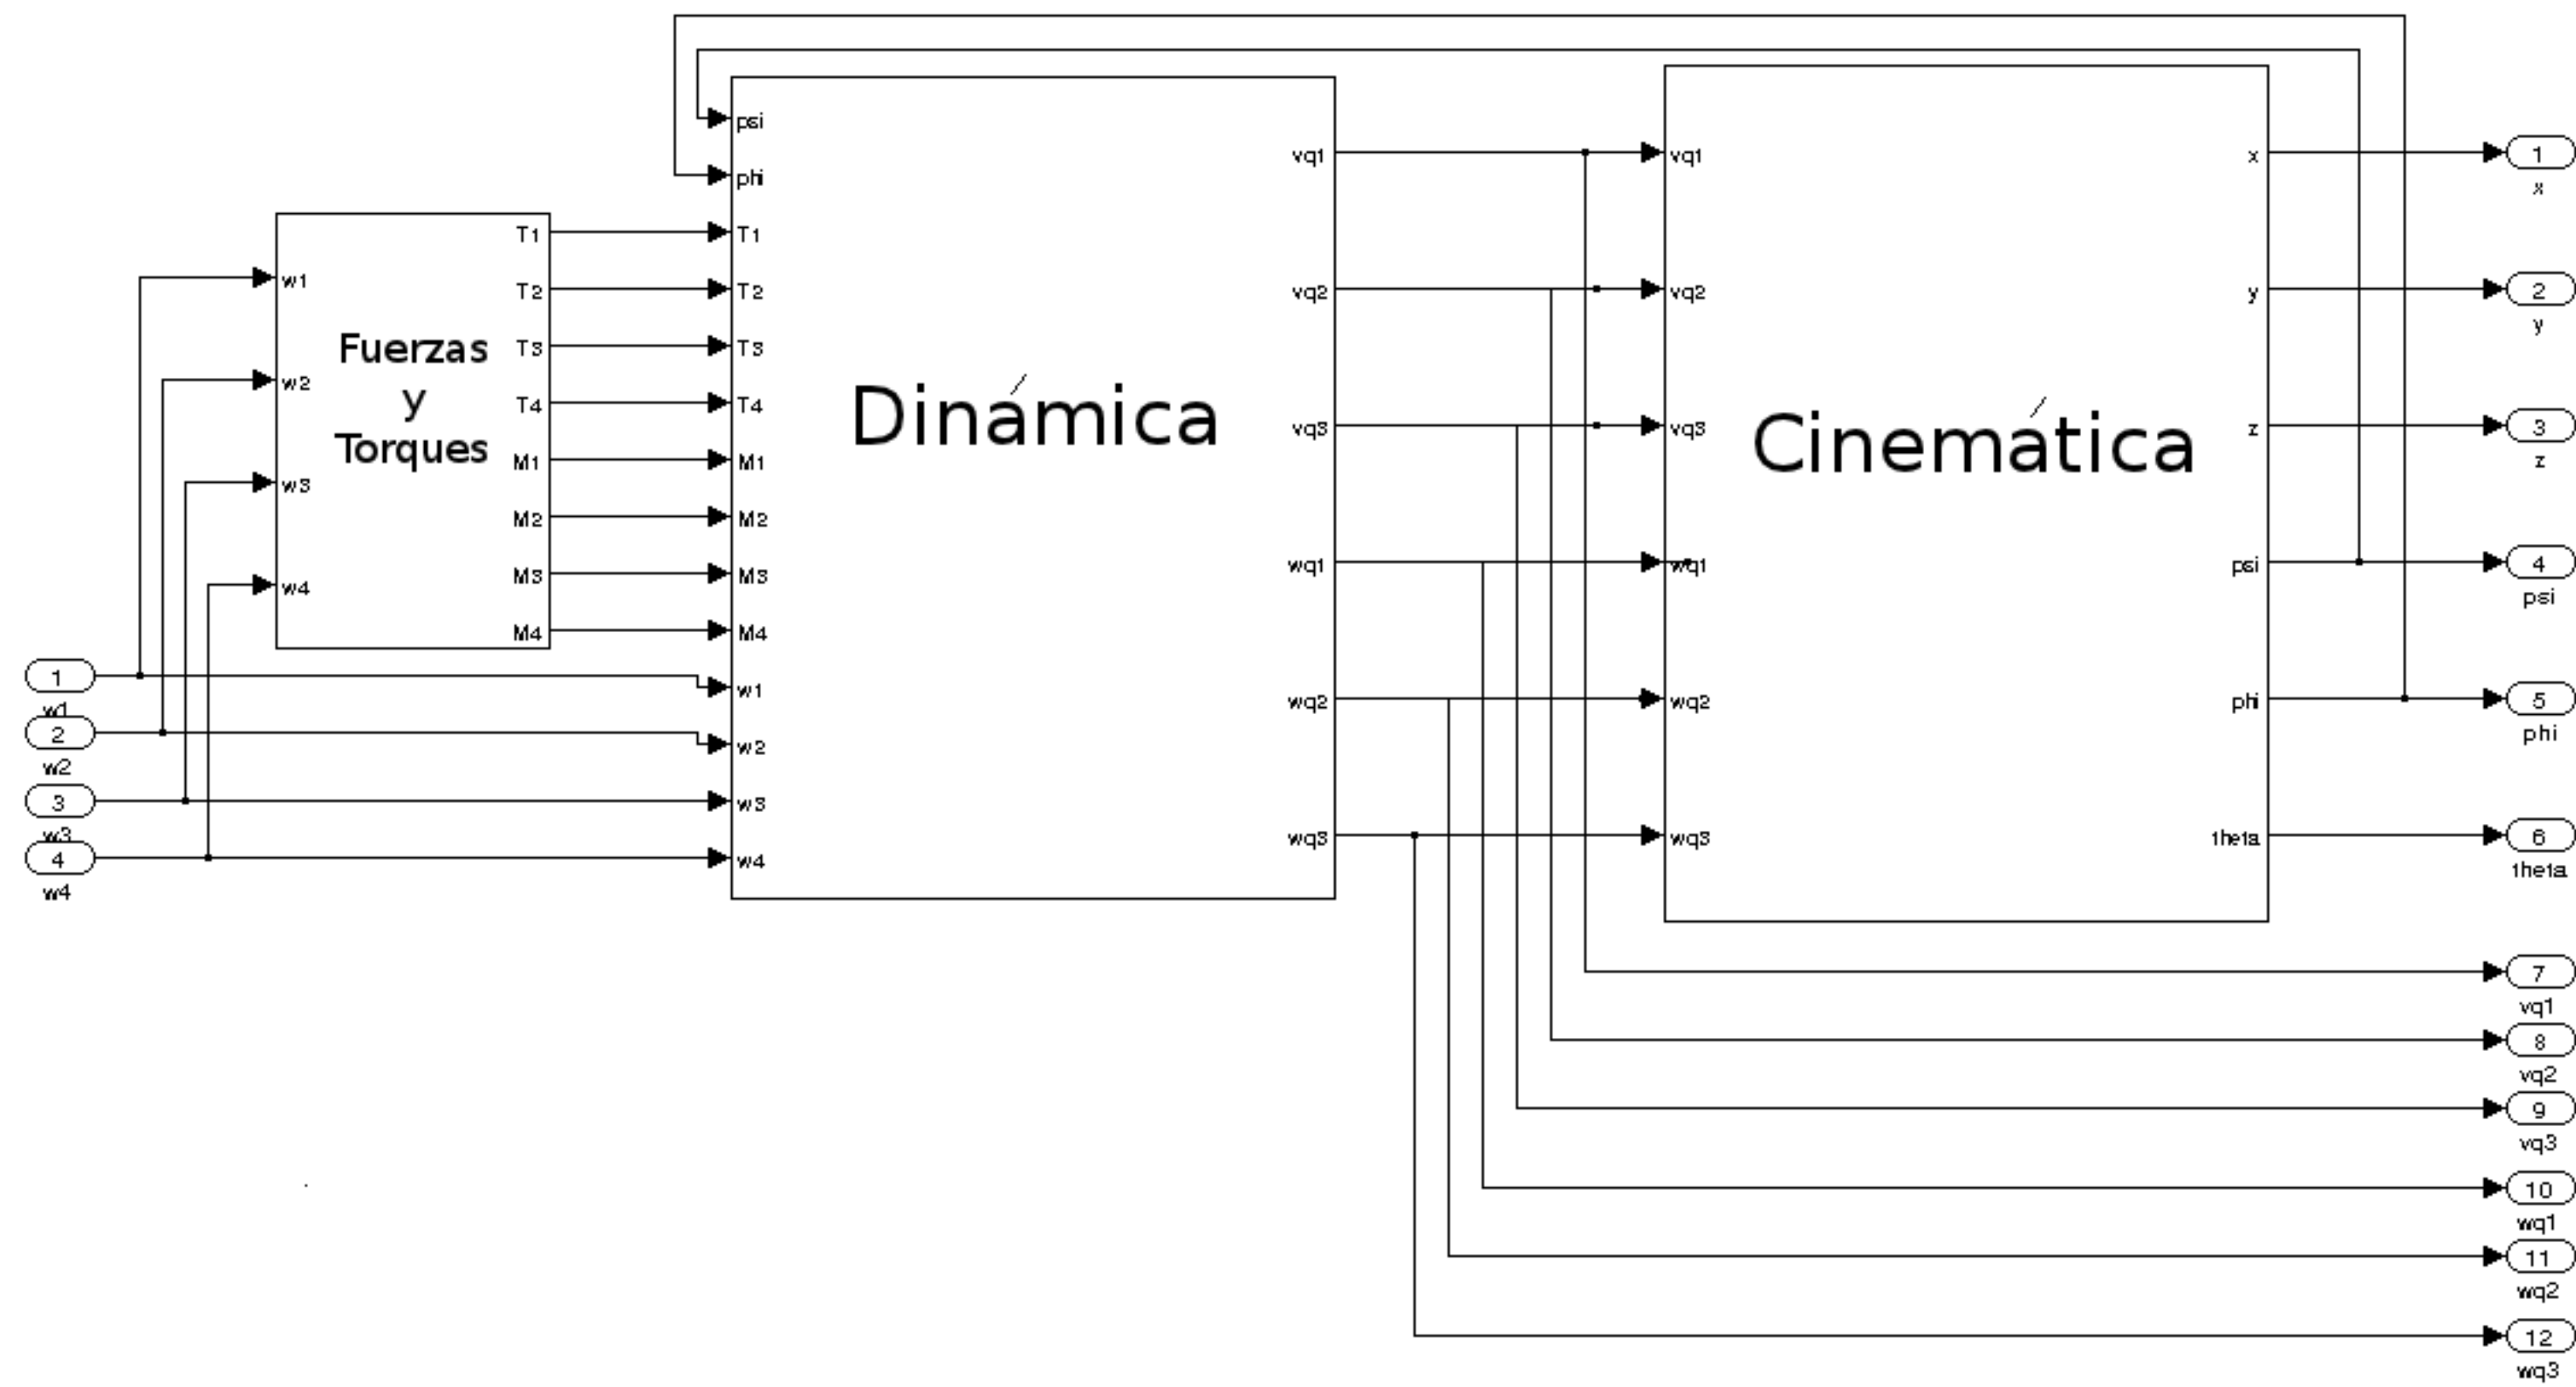 psi
phi
T1
T2
T3
T4
M1
M2
M3
M4
w1
w2
w3
w4
Dinámica
vq1
vq2
vq3
wq1
wq2
wq3
w1
w2
w3
w4
Fuerzas
y
Torques
T1
T2
T3
T4
M1
M2
M3
M4
1
w1
2
w2
3
w3
4
w4
vq1
vq2
vq3
wq1
wq2
wq3
Cinemática
x
y
z
psi
phi
theta
1
x
2
y
3
z
4
psi
5
phi
6
theta
7
vq1
8
vq2
9
vq3
10
wq1
11
wq2
12
wq3